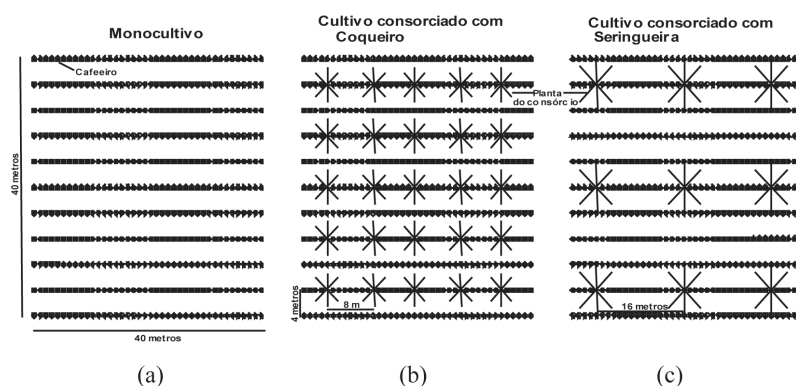 Monocultivo
Cultivo consorciado com
Coqueiro
Cultivo consorciado com
Seringueira
Cafeeiro
Planta
do consórcio
40 metros
4 metros
8 m
16 metros
40 metros
(a)
(b)
(c)